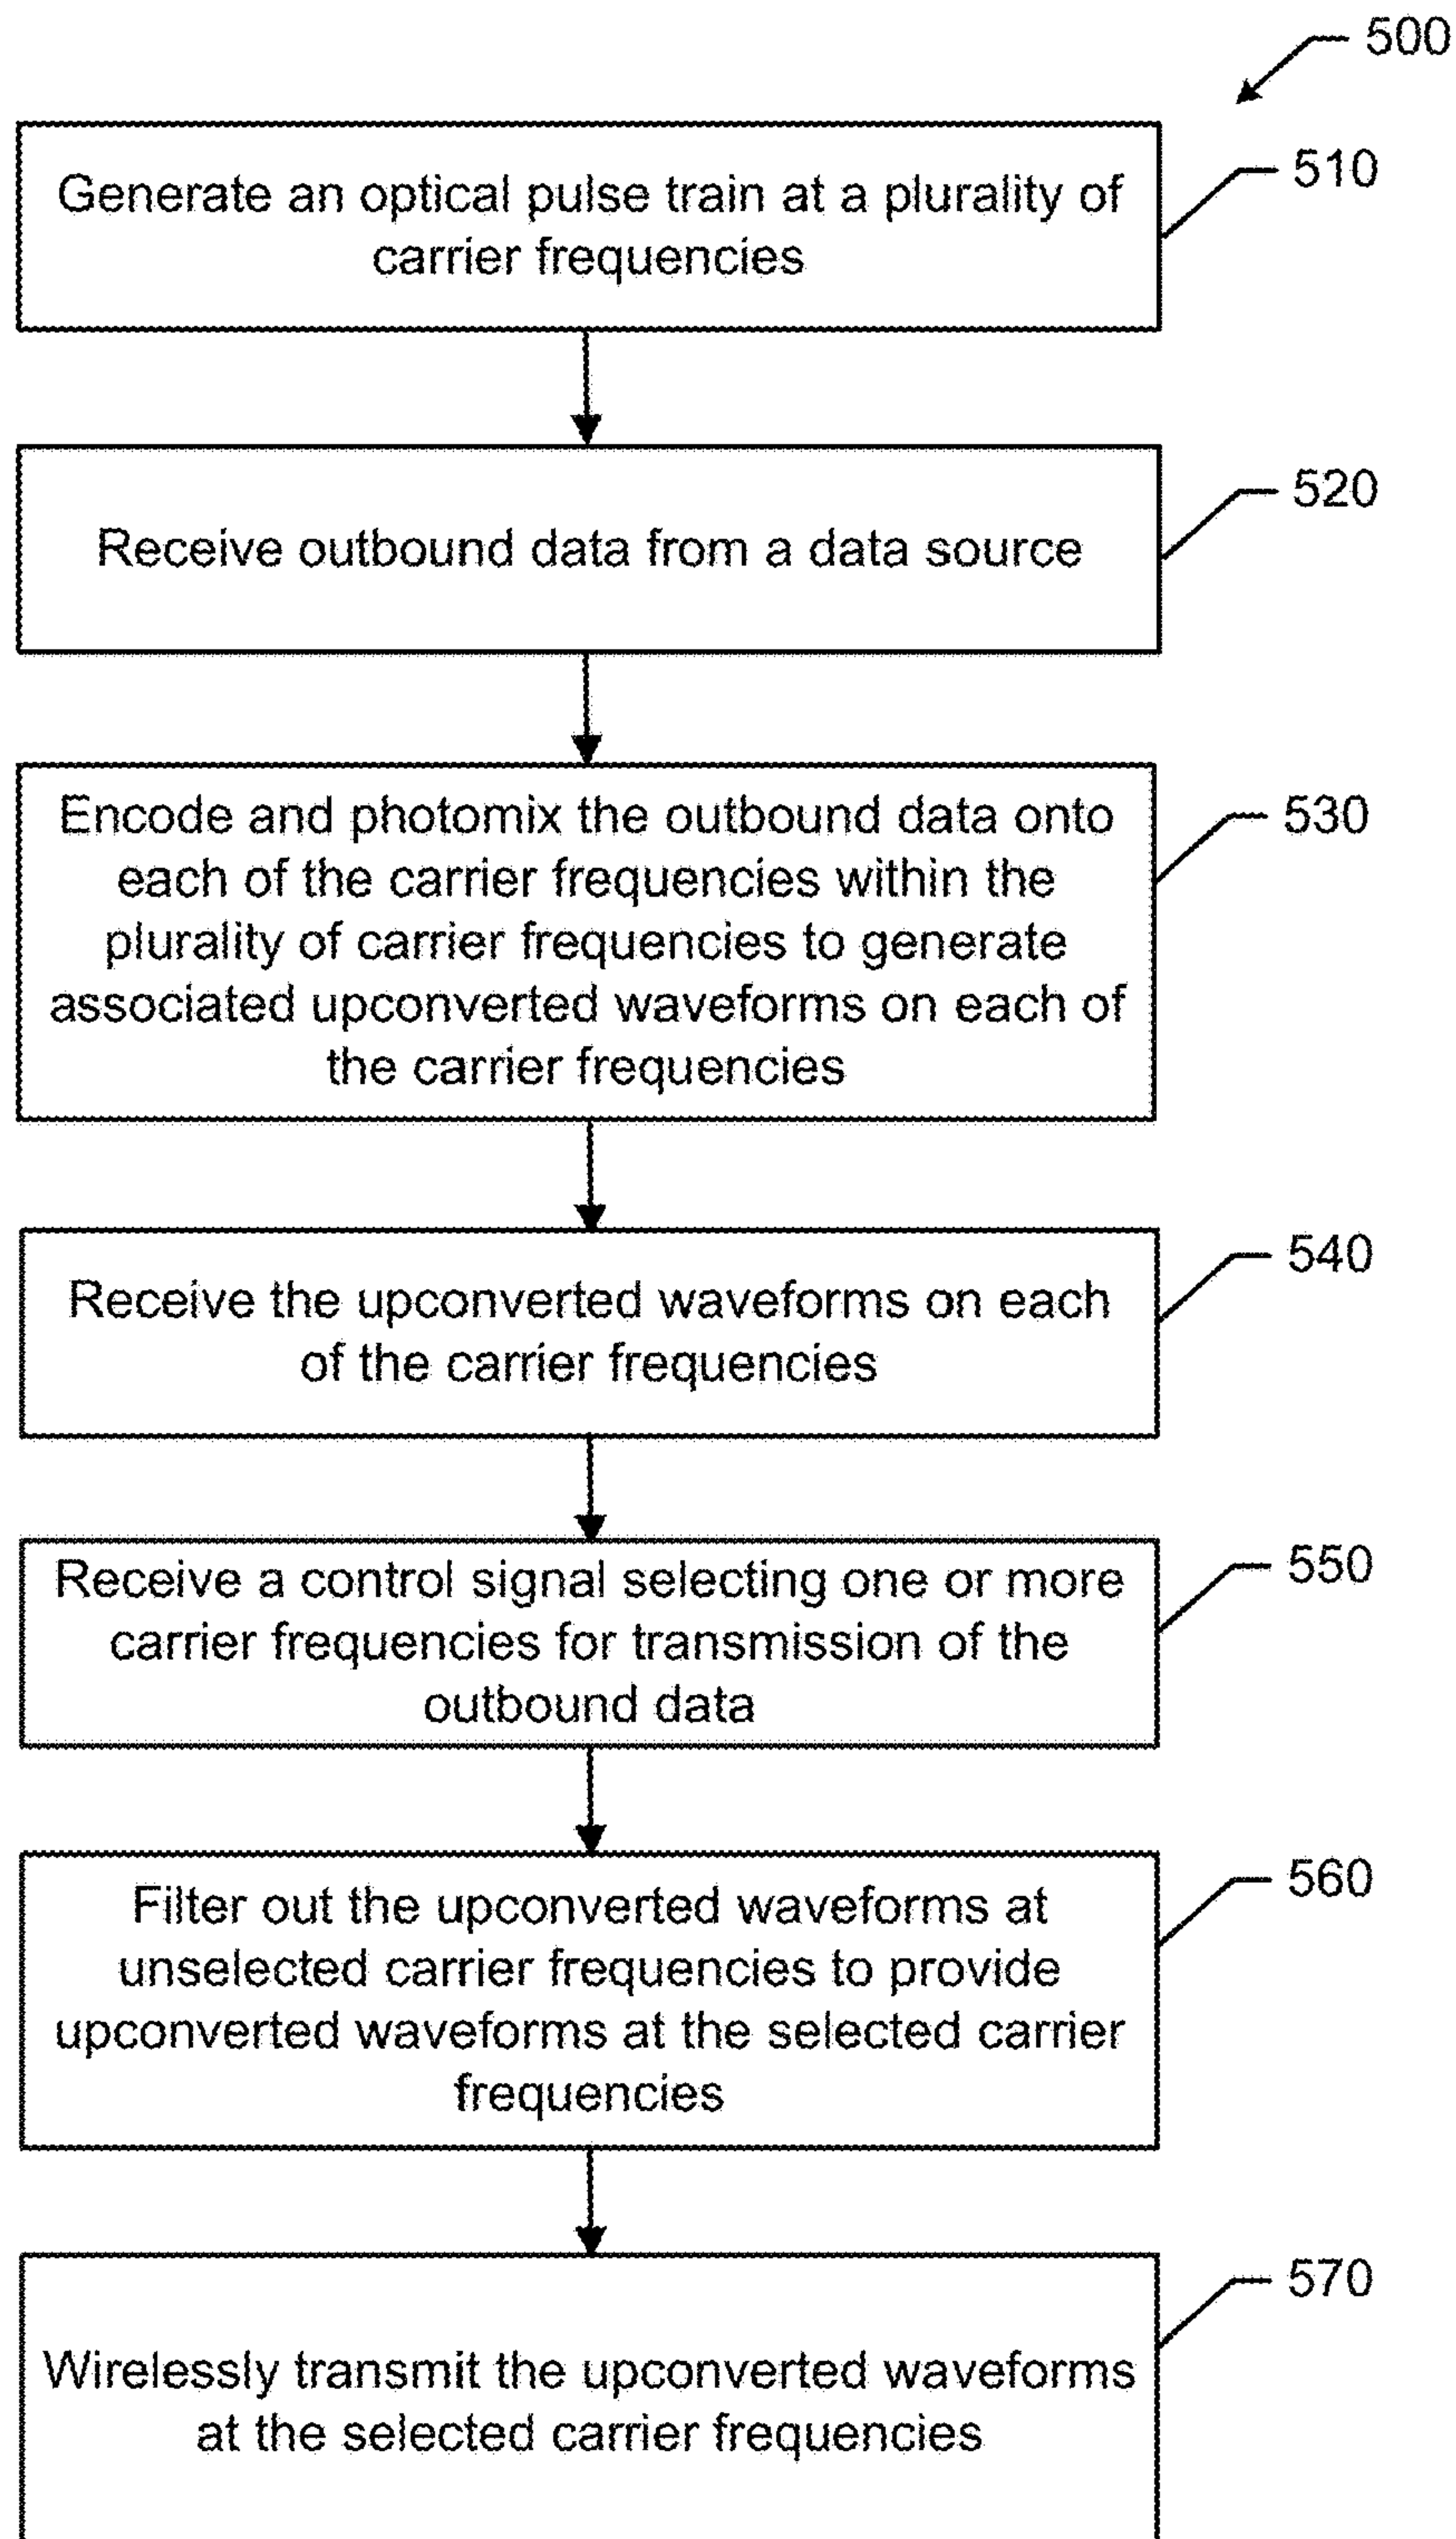 500
Generate an optical pulse train at a plurality of
carrier frequencies
510
Receive outbound data from a data source
520
Encode and photomix the outbound data onto
each of the carrier frequencies within the
plurality of carrier frequencies to generate
associated upconverted waveforms on each of
the carrier frequencies
530
Receive the upconverted waveforms on each
of the carrier frequencies
540
Receive a control signal selecting one or more
carrier frequencies for transmission of the
outbound data
550
Filter out the upconverted waveforms at
unselected carrier frequencies to provide
upconverted waveforms at the selected carrier
frequencies
560
Wirelessly transmit the upconverted waveforms
at the selected carrier frequencies
570